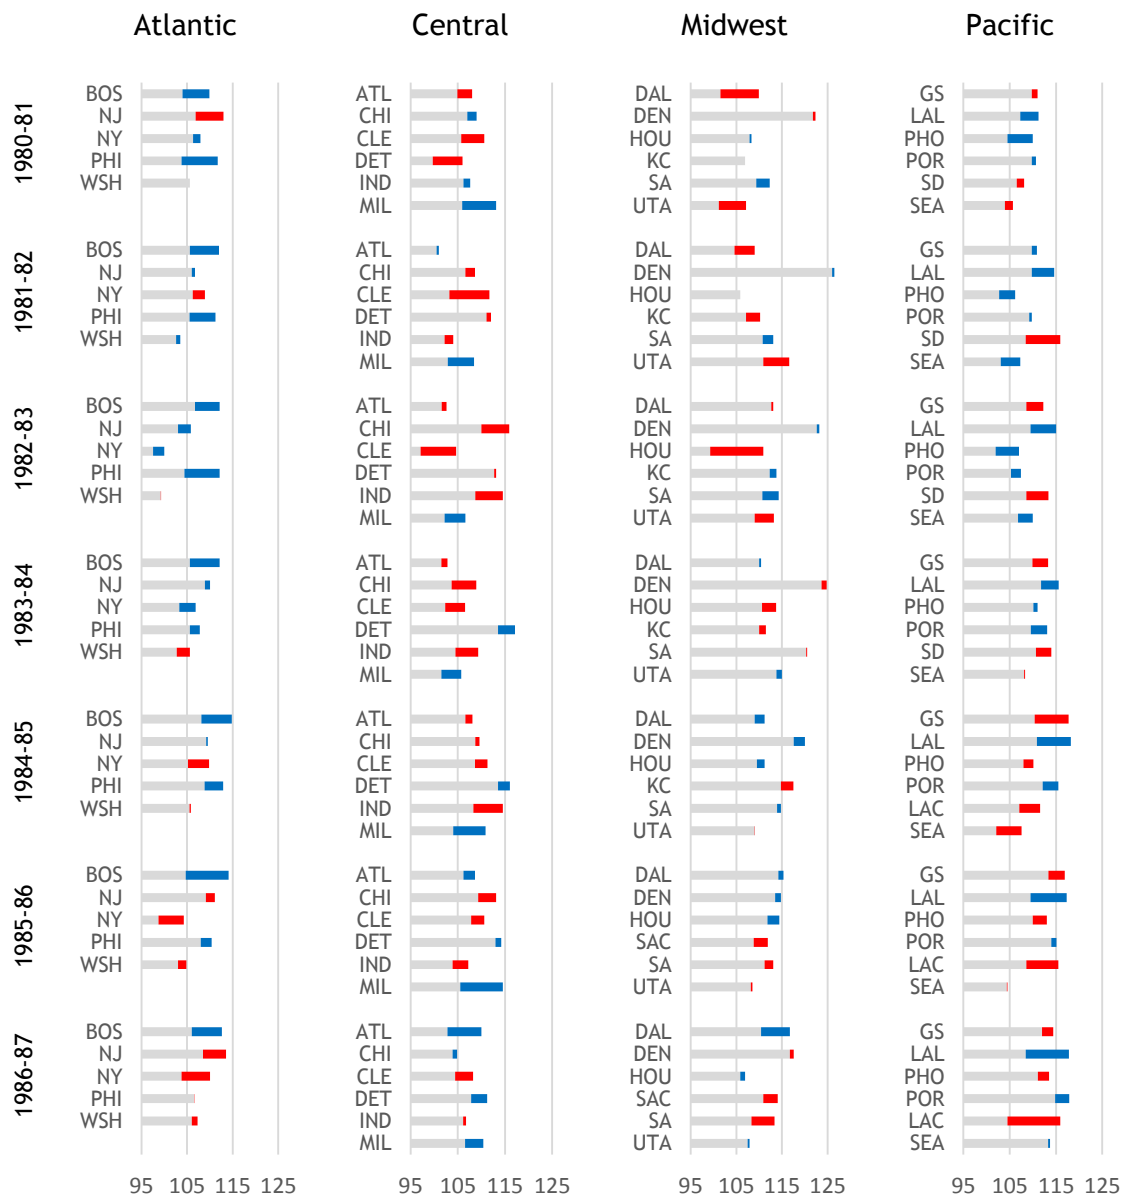 Atlantic Central Midwest Pacific
1980-81
BOS ATL DAL GS
NJ CHI DEN LAL
NY CLE HOU PHO
PHI DET KC POR
WSH IND SA SD
MIL UTA SEA
1981-82
BOS ATL DAL GS
NJ CHI DEN LAL
NY CLE HOU PHO
PHI DET KC POR
WSH IND SA SD
MIL UTA SEA
1982-83
BOS ATL DAL GS
NJ CHI DEN LAL
NY CLE HOU PHO
PHI DET KC POR
WSH IND SA SD
MIL UTA SEA
1983-84
BOS ATL DAL GS
NJ CHI DEN LAL
NY CLE HOU PHO
PHI DET KC POR
WSH IND SA SD
MIL UTA SEA
1984-85
BOS ATL DAL GS
NJ CHI DEN LAL
NY CLE HOU PHO
PHI DET KC POR
WSH IND SA LAC
MIL UTA SEA
1985-86
BOS ATL DAL GS
NJ CHI DEN LAL
NY CLE HOU PHO
PHI DET SAC POR
WSH IND SA LAC
MIL UTA SEA
1986-87
BOS ATL DAL GS
NJ CHI DEN LAL
NY CLE HOU PHO
PHI DET SAC POR
WSH IND SA LAC
MIL UTA SEA
95 105 115 125 95 105 115 125 95 105 115 125 95 105 115 125